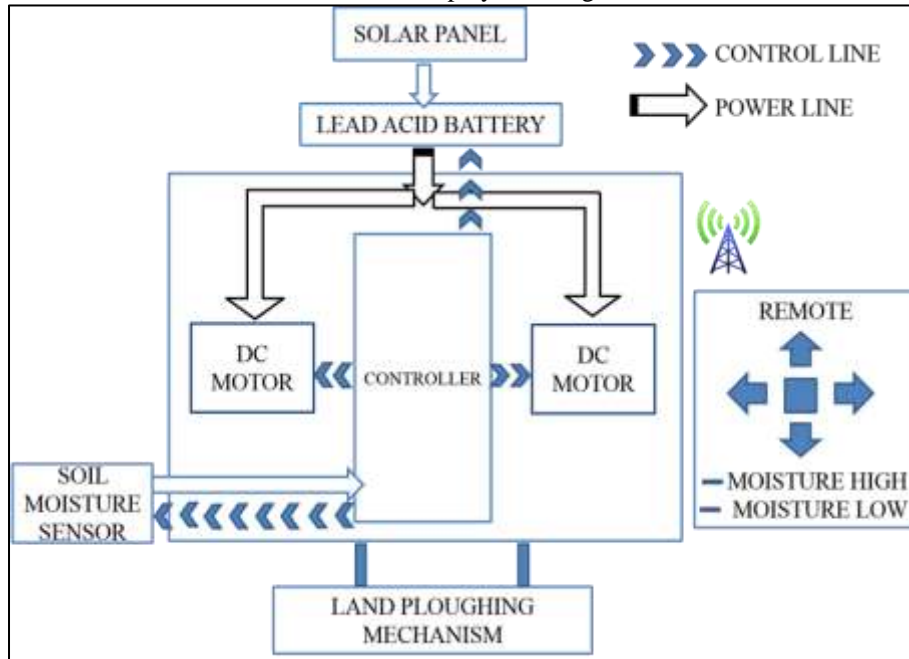 SOLAR PANEL
CONTROL LINE
POWER LINE
LEAD ACID BATTERY
DC
MOTOR
CONTROLLER
DC
MOTOR
REMOTE
MOISTURE HIGH
MOISTURE LOW
SOIL
MOISTURE
SENSOR
LAND PLOUGHING
MECHANISM